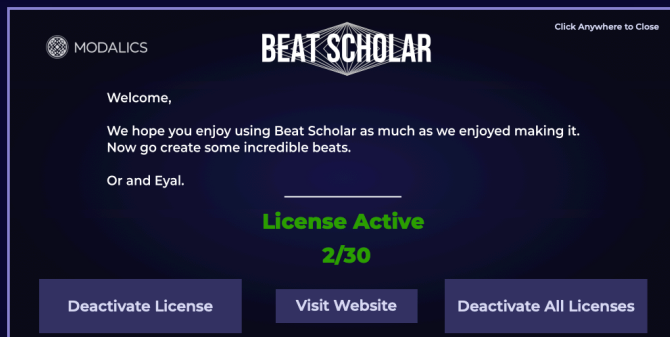 Click Anywhere to Close
MODALICS
BEAT SCHOLAR
Welcome,
We hope you enjoy using Beat Scholar as much as we enjoyed making it.
Now go create some incredible beats.
Or and Eyal.
License Active
2/30
Deactivate License
Visit Website
Deactivate All Licenses